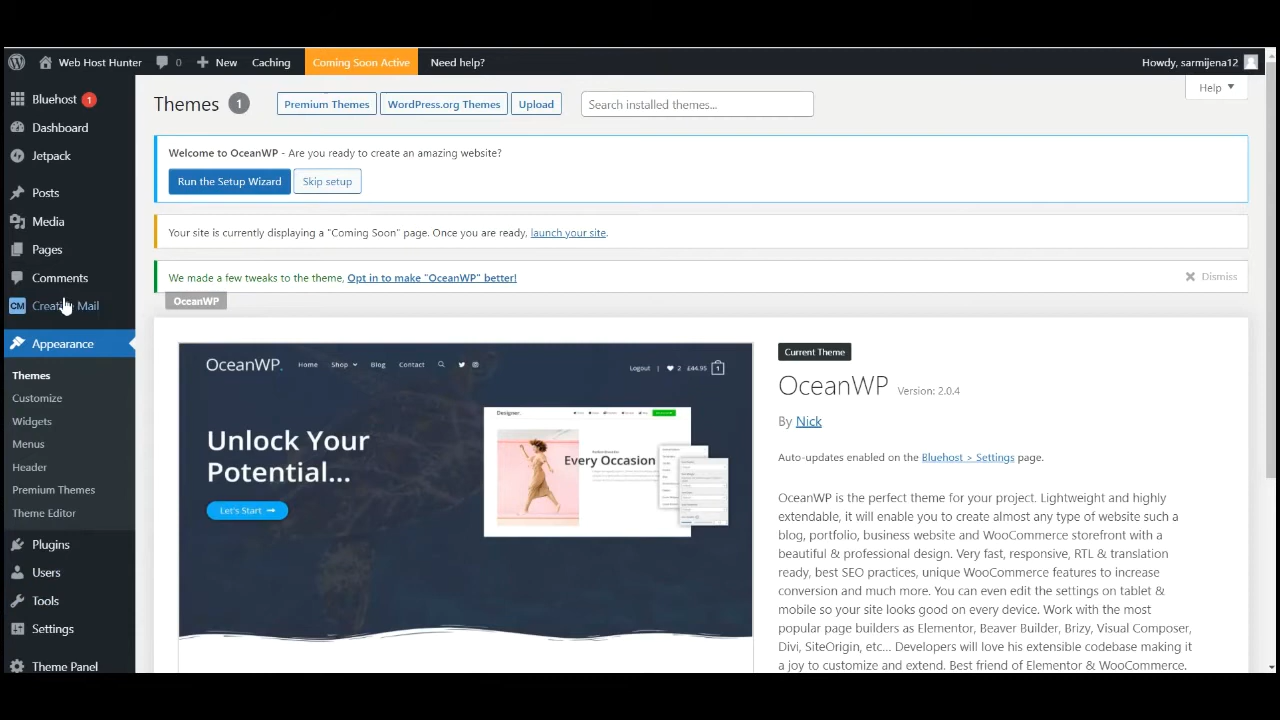 Web Host Hunter
0
New
Caching
Coming Soon Active
Need help?
Howdy, sarmijena12
Bluehost 1
Dashboard
Jetpack
Posts
Media
Pages
Comments
CM Creative Mail
Appearance
Themes
Customize
Widgets
Menus
Header
Premium Themes
Theme Editor
Plugins
Users
Tools
Settings
Theme Panel
Themes 1
Premium Themes
WordPress.org Themes
Upload
Search installed themes...
Help
Welcome to OceanWP - Are you ready to create an amazing website?
Run the Setup Wizard
Skip setup
Your site is currently displaying a "Coming Soon" page. Once you are ready, launch your site.
We made a few tweaks to the theme, Opt in to make "OceanWP" better!
Dismiss
OceanWP
OceanWP.
Home
Shop
Blog
Contact
Logout
2
£44.95
1
Unlock Your
Potential...
Let's Start
Designer.
Every Occasion
Current Theme
OceanWP Version: 2.0.4
By Nick
Auto-updates enabled on the Bluehost > Settings page.
OceanWP is the perfect theme for your project. Lightweight and highly
extendable, it will enable you to create almost any type of website such a
blog, portfolio, business website and WooCommerce storefront with a
beautiful & professional design. Very fast, responsive, RTL & translation
ready, best SEO practices, unique WooCommerce features to increase
conversion and much more. You can even edit the settings on tablet &
mobile so your site looks good on every device. Work with the most
popular page builders as Elementor, Beaver Builder, Brizy, Visual Composer,
Divi, SiteOrigin, etc... Developers will love his extensible codebase making it
a joy to customize and extend. Best friend of Elementor & WooCommerce.